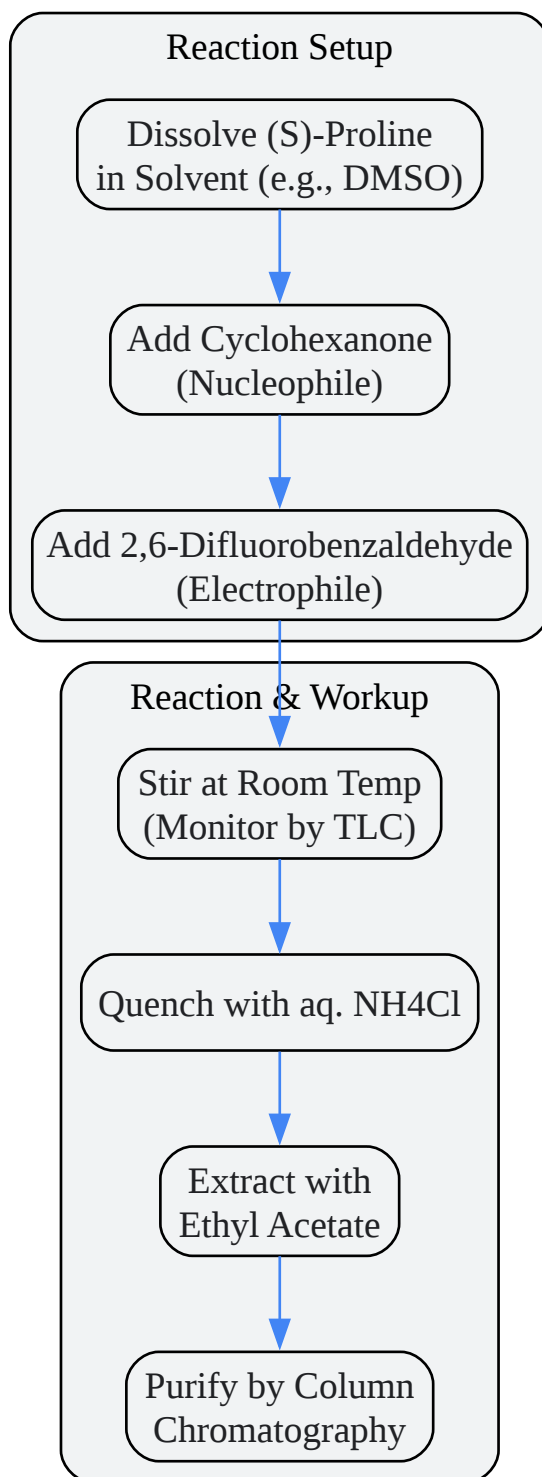 Reaction Setup
Dissolve (S)-Proline
in Solvent (e.g., DMSO)
Add Cyclohexanone
(Nucleophile)
Add 2,6-Difluorobenzaldehyde
(Electrophile)
Reaction & Workup
Stir at Room Temp
(Monitor by TLC)
Quench with aq. NH4Cl
Extract with
Ethyl Acetate
Purify by Column
Chromatography